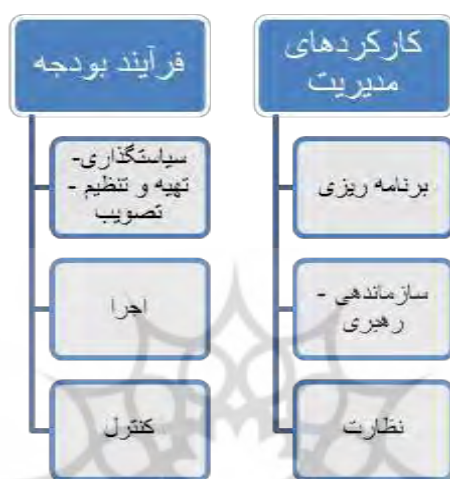 کارکردهای
مدیریت
برنامه ریزی
سازماندهی -
رهبری
نظارت
فرآیند بودجه
سیاستگذاری-
تهیه و تنظیم -
تصویب
اجرا
کنترل